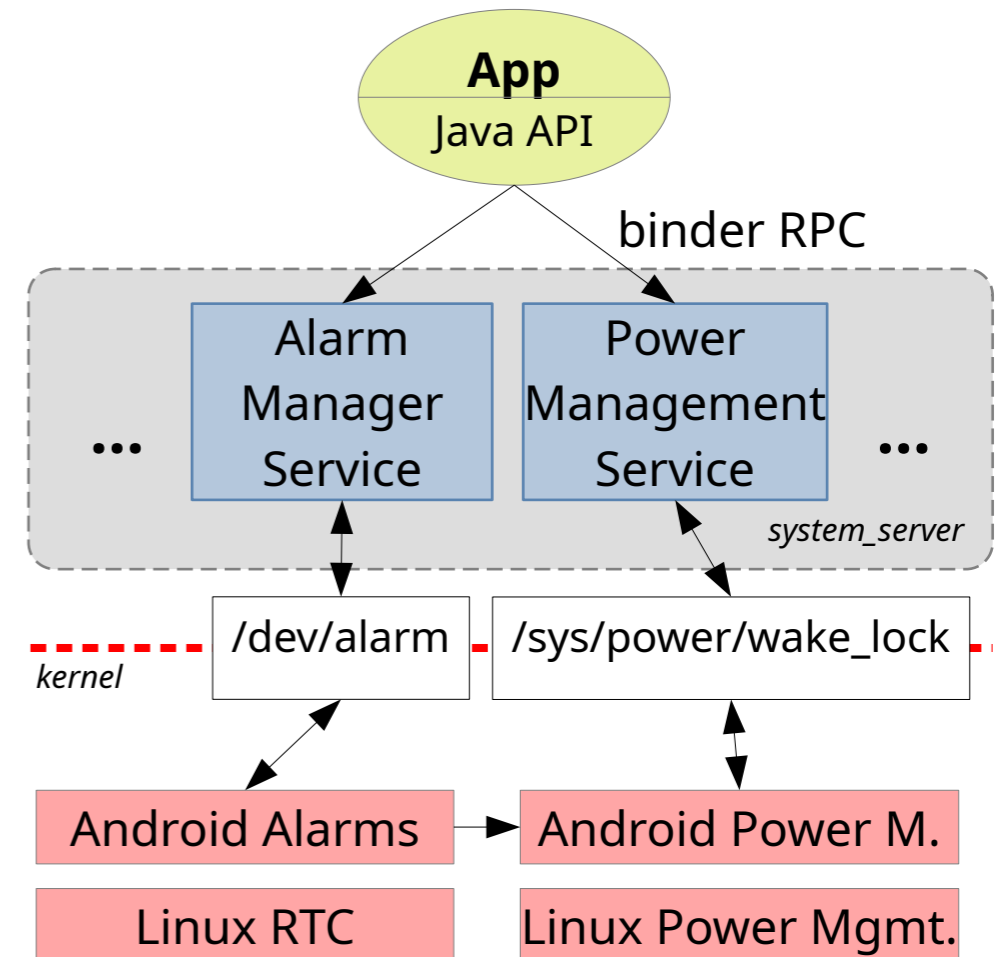 App
Java API
binder RPC
Alarm
Manager
Service
Power
Management
Service
...
...
system_server
/dev/alarm
/sys/power/wake_lock
kernel
Android Alarms
Android Power M.
Linux RTC
Linux Power Mgmt.